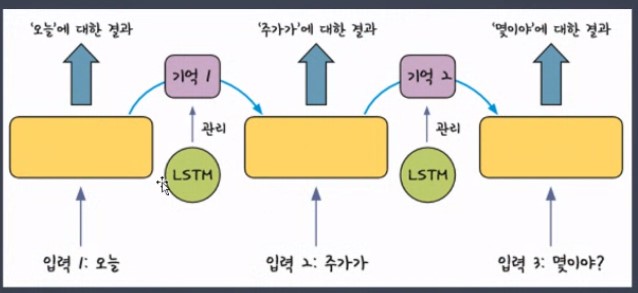 '오늘'에 대한 결과
'주가가'에 대한 결과
'몇이야'에 대한 결과
기억 1
기억 2
관리
관리
LSTM
LSTM
입력 1: 오늘
입력 2: 주가가
입력 3: 몇이야?